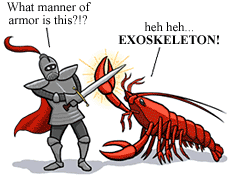 What manner of
armor is this?!?
heh heh...
EXOSKELETON!